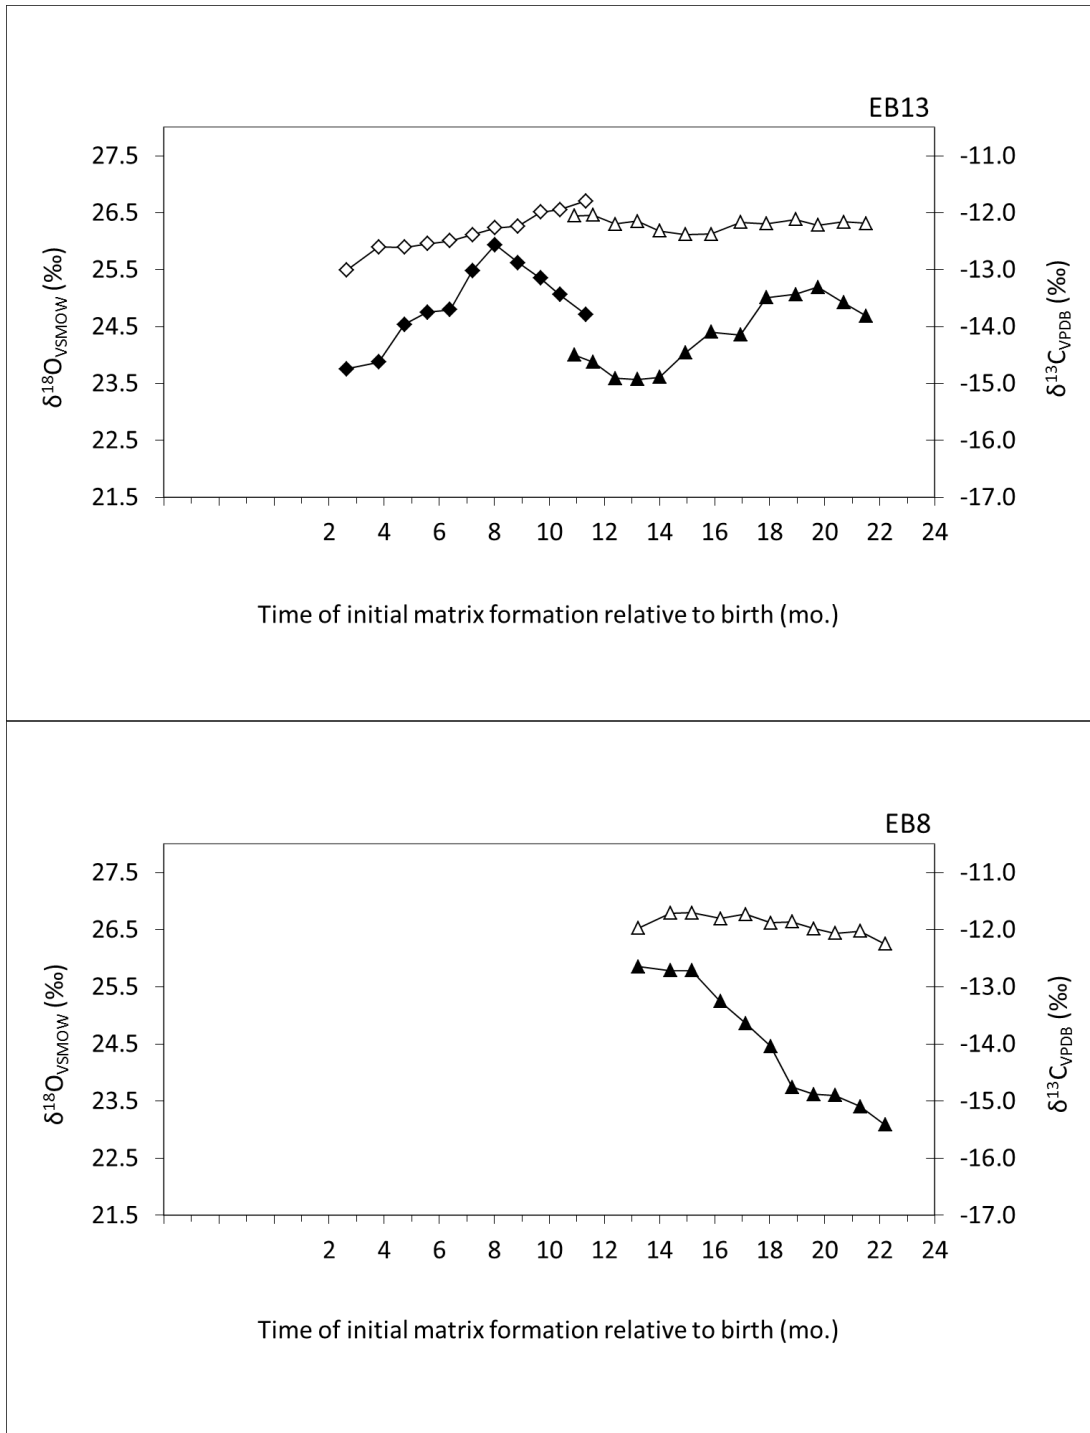 EB13
27.5 -11.0
26.5 -12.0
25.5 -13.0
24.5 -14.0
23.5 -15.0
22.5 -16.0
21.5 -17.0
δ18OVSMOW (‰)
δ13CVPDB (‰)
2 4 6 8 10 12 14 16 18 20 22 24
Time of initial matrix formation relative to birth (mo.)
EB8
27.5 -11.0
26.5 -12.0
25.5 -13.0
24.5 -14.0
23.5 -15.0
22.5 -16.0
21.5 -17.0
δ18OVSMOW (‰)
δ13CVPDB (‰)
2 4 6 8 10 12 14 16 18 20 22 24
Time of initial matrix formation relative to birth (mo.)